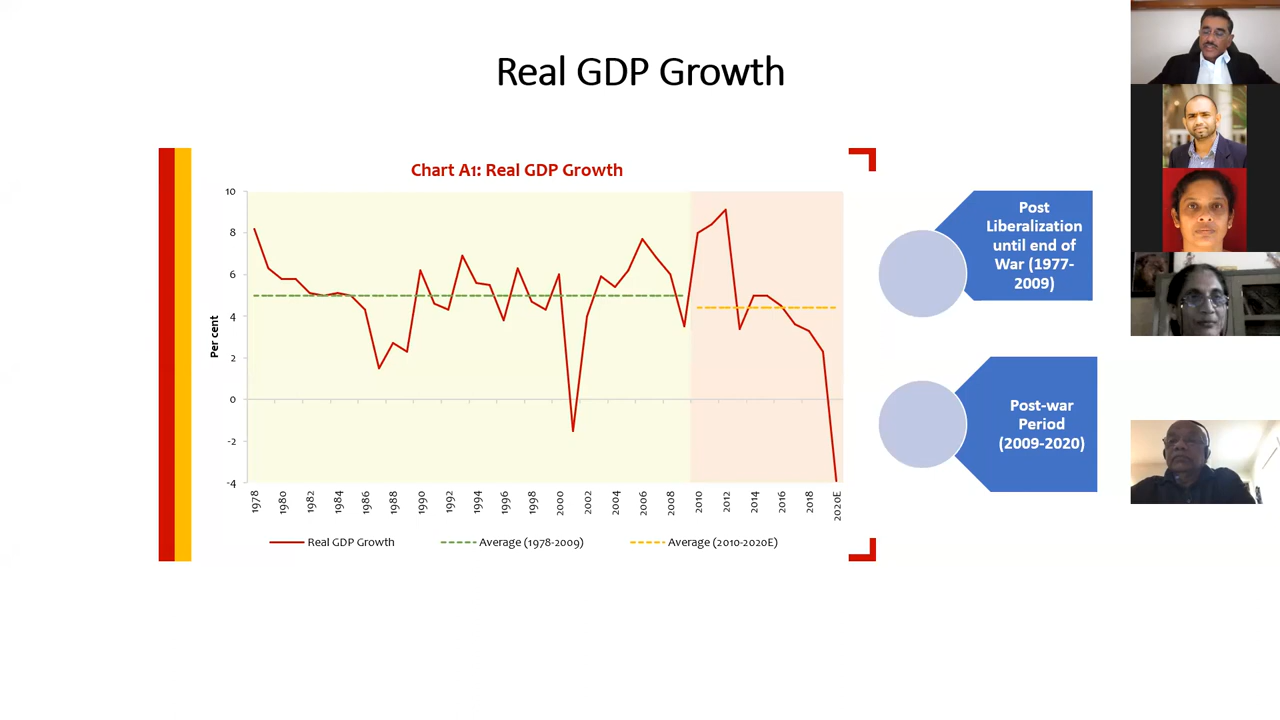 Real GDP Growth
Chart A1: Real GDP Growth
Per cent
10
8
6
4
2
0
-2
-4
1978
1980
1982
1984
1986
1988
1990
1992
1994
1996
1998
2000
2002
2004
2006
2008
2010
2012
2014
2016
2018
2020E
Real GDP Growth
Average (1978-2009)
Average (2010-2020E)
Post
Liberalization
until end of
War (1977-
2009)
Post-war
Period
(2009-2020)